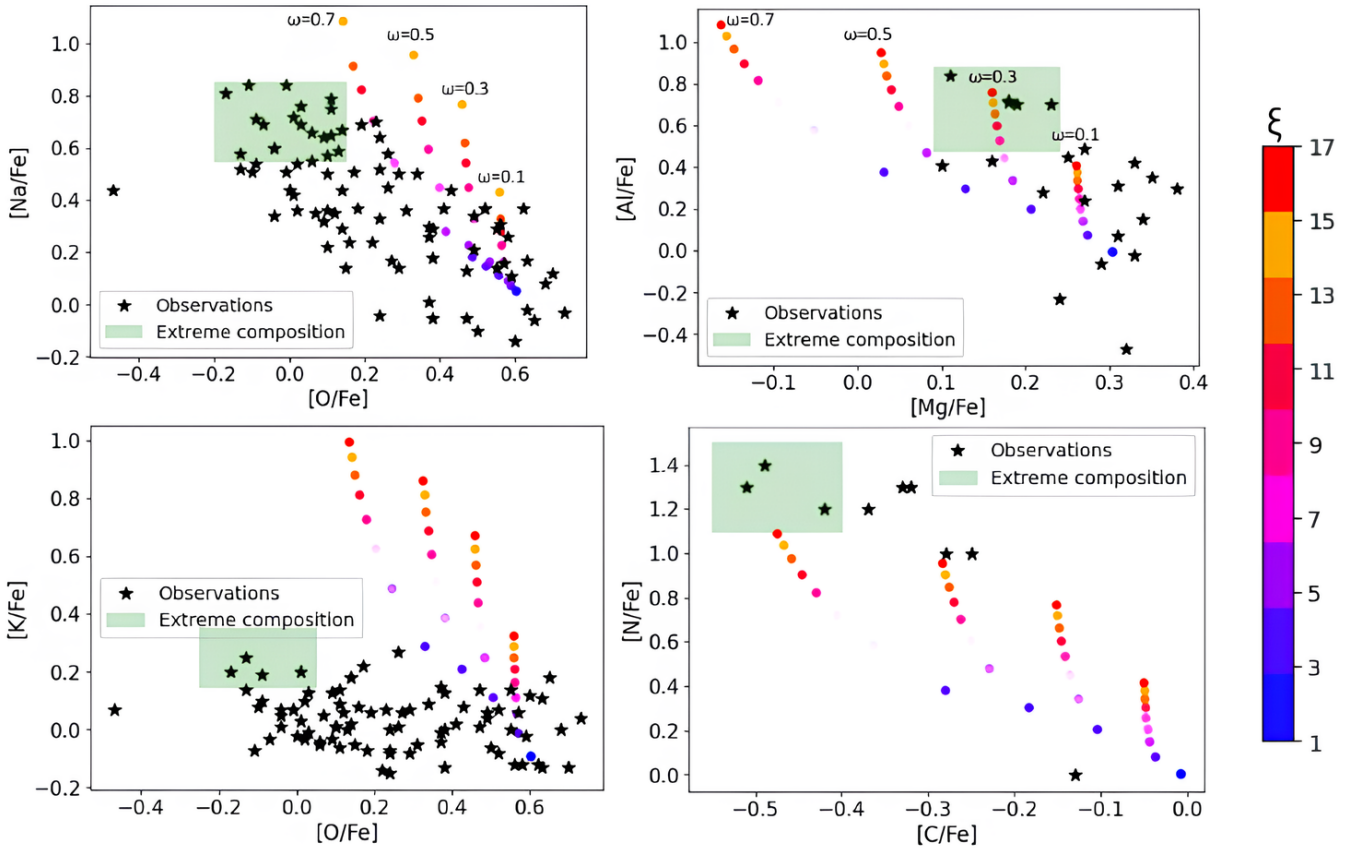 ω=0.7
ω=0.5
ω=0.3
ω=0.1
1.0
0.8
0.6
0.4
0.2
0.0
−0.2
[Na/Fe]
Observations
Extreme composition
−0.4 −0.2 0.0 0.2 0.4 0.6
[O/Fe]
ω=0.7
ω=0.5
ω=0.3
ω=0.1
1.0
0.8
0.6
0.4
0.2
0.0
−0.2
−0.4
[Al/Fe]
Observations
Extreme composition
−0.1 0.0 0.1 0.2 0.3 0.4
[Mg/Fe]
1.0
0.8
0.6
0.4
0.2
0.0
−0.2
[K/Fe]
Observations
Extreme composition
−0.4 −0.2 0.0 0.2 0.4 0.6
[O/Fe]
1.4
1.2
1.0
0.8
0.6
0.4
0.2
0.0
[N/Fe]
Observations
Extreme composition
−0.5 −0.4 −0.3 −0.2 −0.1 0.0
[C/Fe]
ξ
17
15
13
11
9
7
5
3
1